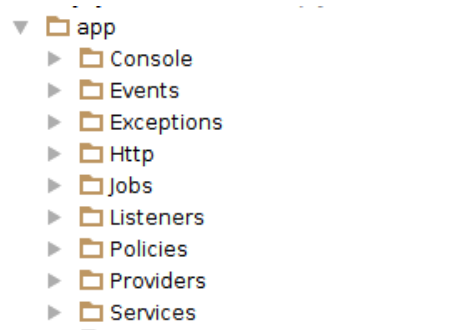 app
Console
Events
Exceptions
Http
Jobs
Listeners
Policies
Providers
Services